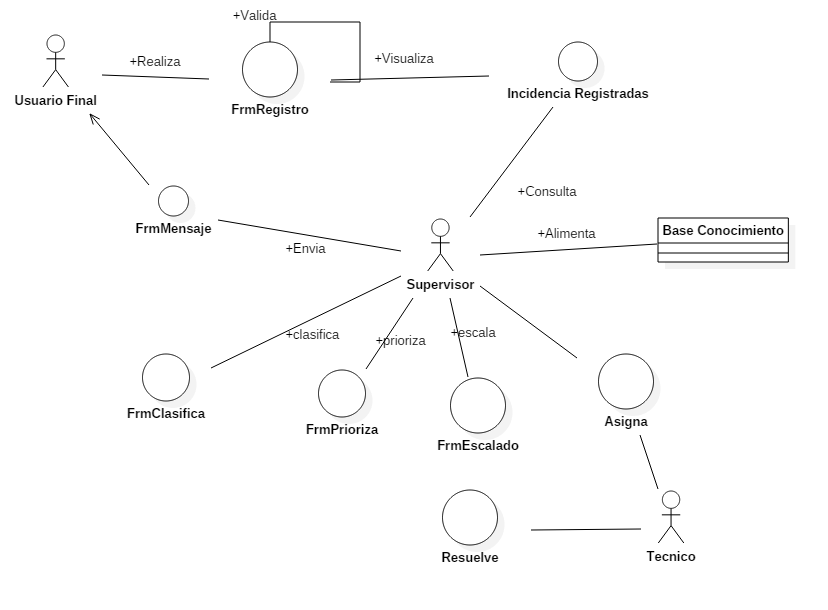 +Valida
+Realiza
+Visualiza
Usuario Final
FrmRegistro
Incidencia Registradas
+Consulta
FrmMensaje
+Envia
+Alimenta
Base Conocimiento
Supervisor
+clasifica
+prioriza
+escala
FrmClasifica
FrmPrioriza
FrmEscalado
Asigna
Resuelve
Tecnico